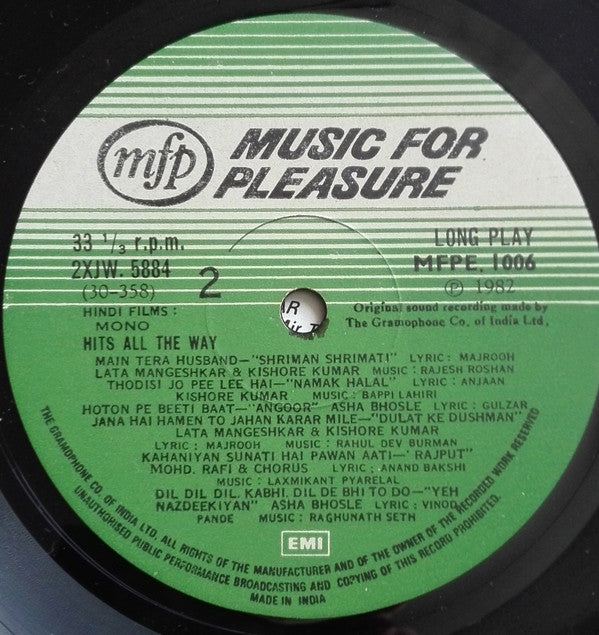 mfp
MUSIC FOR
PLEASURE
33 1/3 r.p.m.
2XJW. 5884
(30-358)
2
LONG PLAY
MFPE. 1006
Ⓟ 1982
HINDI FILMS :
MONO
Original sound recording made by
The Gramophone Co. of India Ltd,
HITS ALL THE WAY
MAIN TERA HUSBAND—"SHRIMAN SHRIMATI" LYRIC: MAJROOH
LATA MANGESHKAR & KISHORE KUMAR MUSIC: RAJESH ROSHAN
THODISI JO PEE LEE HAI—"NAMAK HALAL" LYRIC: ANJAAN
KISHORE KUMAR MUSIC: BAPPI LAHIRI
HOTON PE BEETI BAAT—"ANGOOR" ASHA BHOSLE LYRIC: GULZAR
JANA HAI HAMEN TO JAHAN KARAR MILE—"DULAT KE DUSHMAN"
LATA MANGESHKAR & KISHORE KUMAR
LYRIC: MAJROOH MUSIC: RAHUL DEV BURMAN
KAHANIYAN SUNATI HAI PAWAN AATI—' RAJPUT"
MOHD. RAFI & CHORUS LYRIC; ANAND BAKSHI
MUSIC: LAXMIKANT PYARELAL
DIL DIL DIL, KABHI, DIL DE BHI TO DO—"YEH
NAZDEEKIYAN" ASHA BHOSLE LYRIC: VINOD
PANDE MUSIC: RAGHUNATH SETH
EMI
THE GRAMOPHONE CO. OF INDIA LTD. ALL RIGHTS OF THE MANUFACTURER AND OF THE OWNER OF THE RECORDED WORK RESERVED
UNAUTHORISED PUBLIC PERFORMANCE BROADCASTING AND COPYING OF THIS RECORD PROHIBITED.
MADE IN INDIA